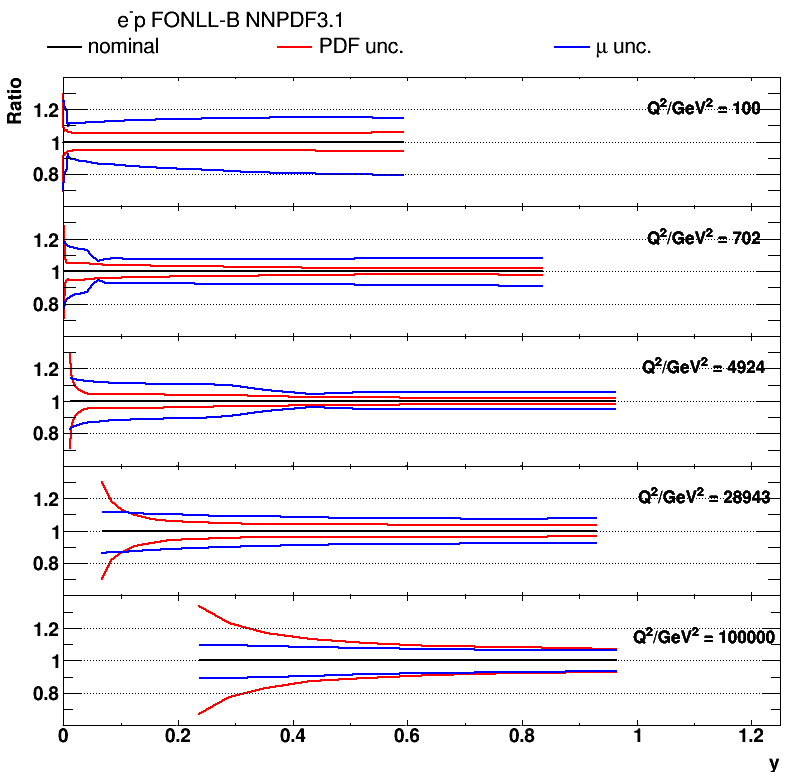 e⁻p FONLL-B NNPDF3.1
nominal PDF unc. μ unc.
Ratio
Q²/GeV² = 100
1.2
1
0.8
Q²/GeV² = 702
1.2
1
0.8
Q²/GeV² = 4924
1.2
1
0.8
Q²/GeV² = 28943
1.2
1
0.8
Q²/GeV² = 100000
1.2
1
0.8
0 0.2 0.4 0.6 0.8 1 1.2
y